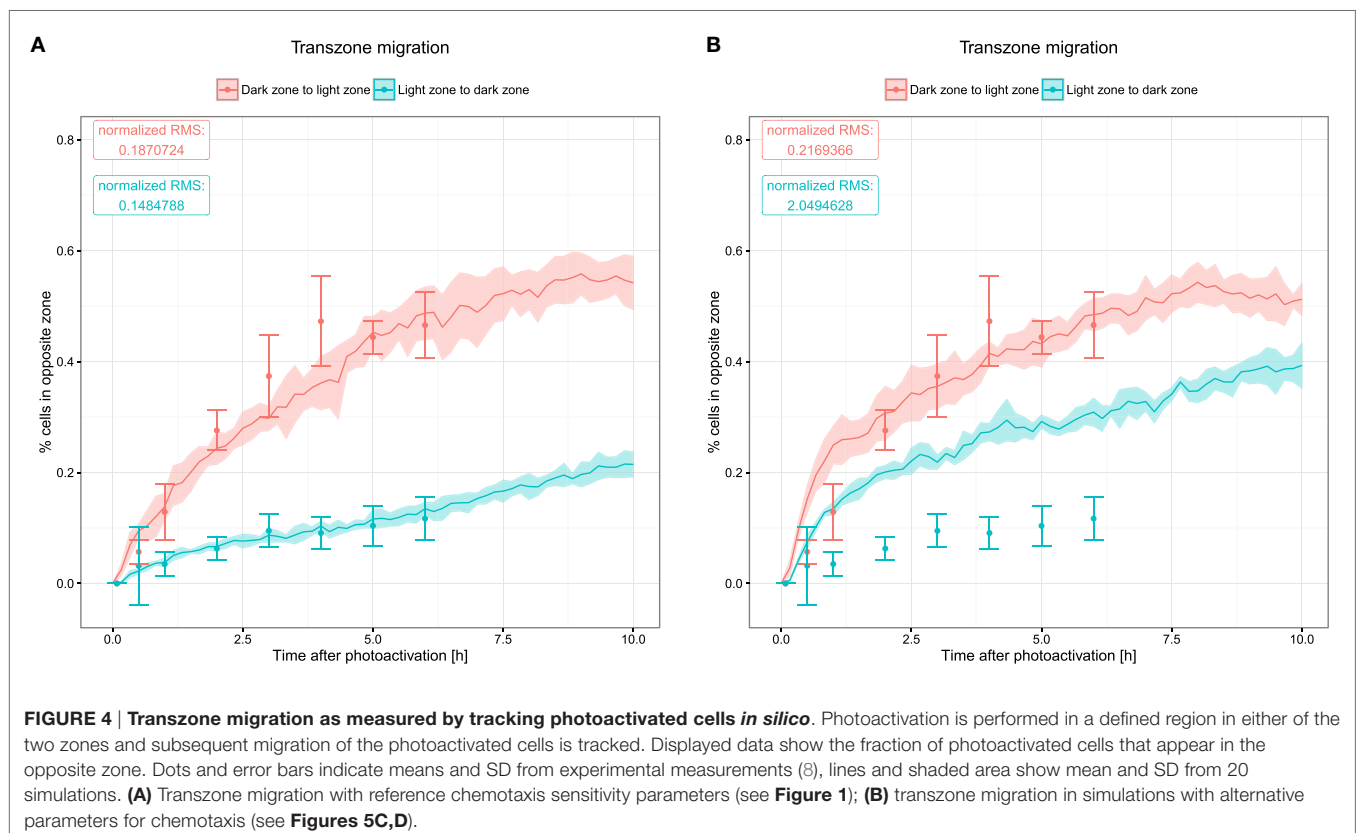 A
Transzone migration
Dark zone to light zone
Light zone to dark zone
normalized RMS:
0.1870724
normalized RMS:
0.1484788
0.8
0.6
0.4
0.2
0.0
% cells in opposite zone
0.0
2.5
5.0
7.5
10.0
Time after photoactivation [h]
B
Transzone migration
Dark zone to light zone
Light zone to dark zone
normalized RMS:
0.2169366
normalized RMS:
2.0494628
0.8
0.6
0.4
0.2
0.0
% cells in opposite zone
0.0
2.5
5.0
7.5
10.0
Time after photoactivation [h]
FIGURE 4 | Transzone migration as measured by tracking photoactivated cells in silico. Photoactivation is performed in a defined region in either of the
two zones and subsequent migration of the photoactivated cells is tracked. Displayed data show the fraction of photoactivated cells that appear in the
opposite zone. Dots and error bars indicate means and SD from experimental measurements (8), lines and shaded area show mean and SD from 20
simulations. (A) Transzone migration with reference chemotaxis sensitivity parameters (see Figure 1); (B) transzone migration in simulations with alternative
parameters for chemotaxis (see Figures 5C,D).